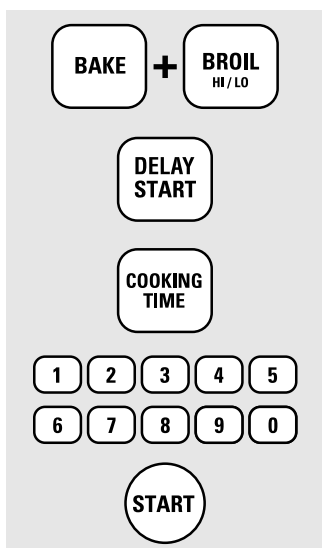 BAKE + BROIL
HI / LO
DELAY
START
COOKING
TIME
1 2 3 4 5
6 7 8 9 0
START